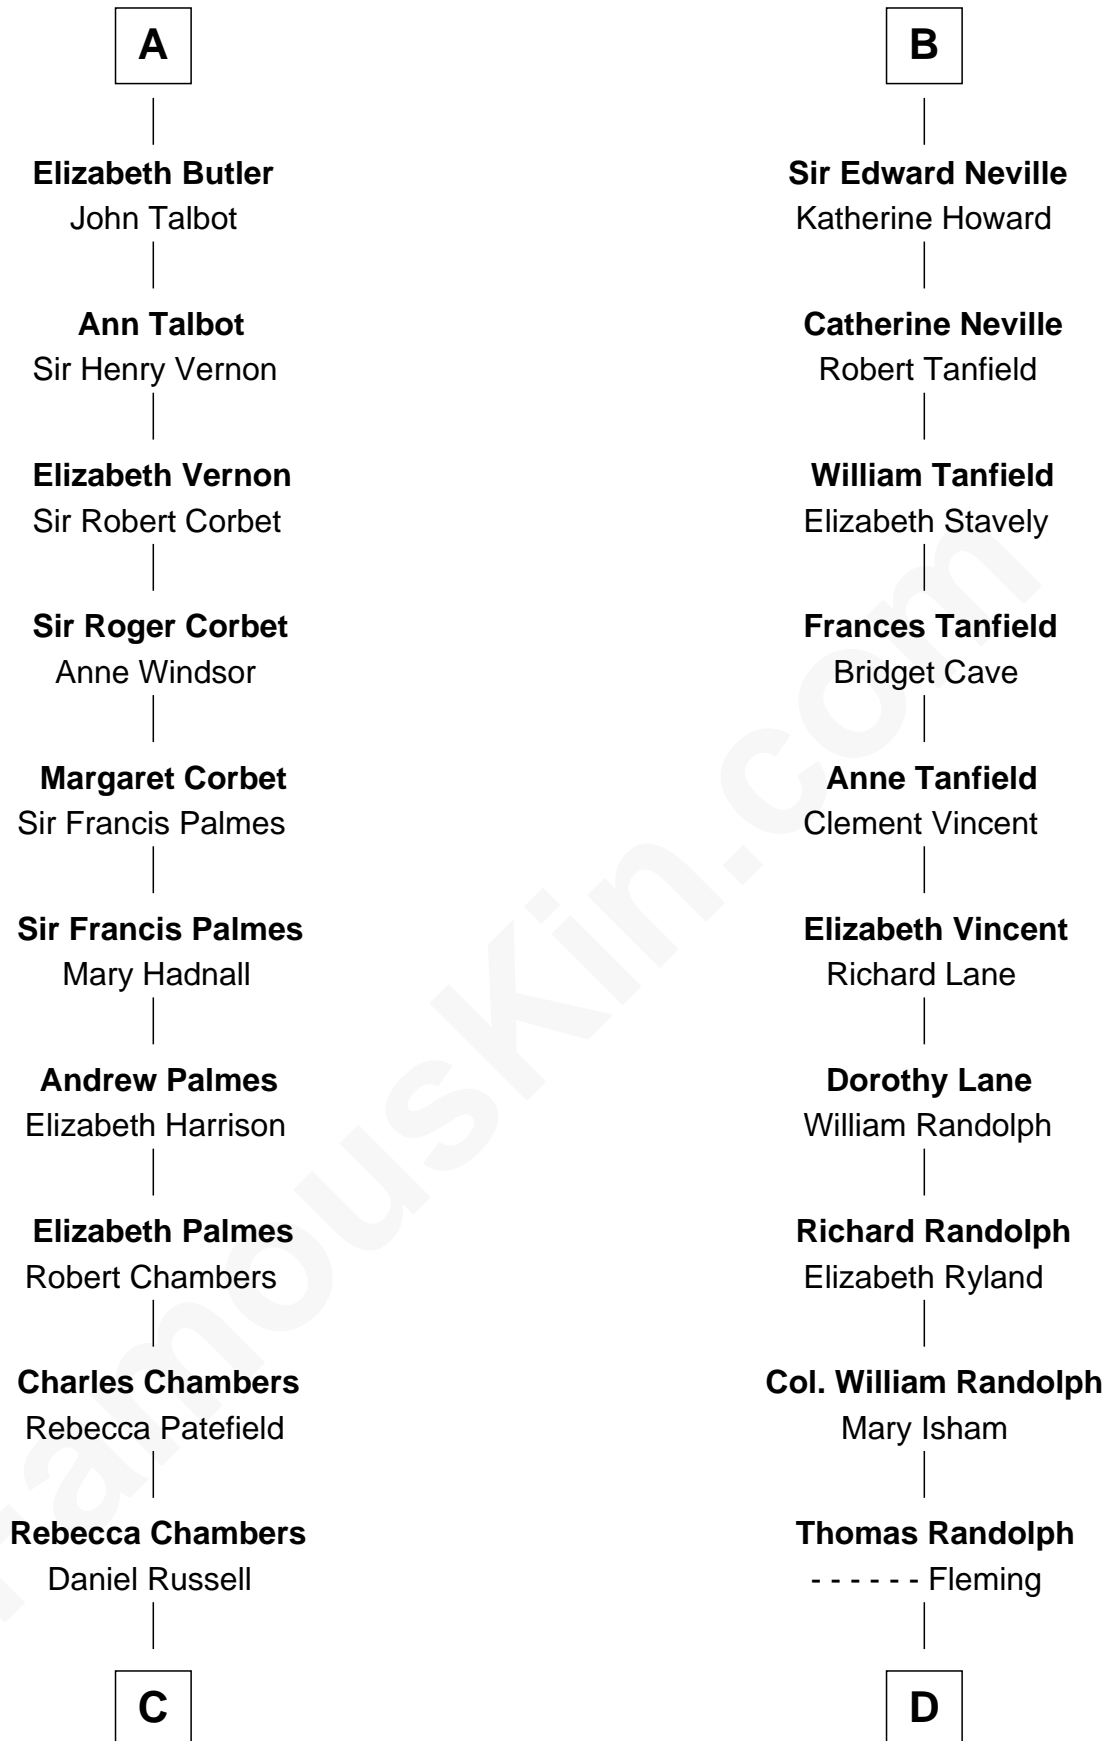 A
Elizabeth Butler
John Talbot
Ann Talbot
Sir Henry Vernon
Elizabeth Vernon
Sir Robert Corbet
Sir Roger Corbet
Anne Windsor
Margaret Corbet
Sir Francis Palmes
Sir Francis Palmes
Mary Hadnall
Andrew Palmes
Elizabeth Harrison
Elizabeth Palmes
Robert Chambers
Charles Chambers
Rebecca Patefield
Rebecca Chambers
Daniel Russell
C
B
Sir Edward Neville
Katherine Howard
Catherine Neville
Robert Tanfield
William Tanfield
Elizabeth Stavely
Frances Tanfield
Bridget Cave
Anne Tanfield
Clement Vincent
Elizabeth Vincent
Richard Lane
Dorothy Lane
William Randolph
Richard Randolph
Elizabeth Ryland
Col. William Randolph
Mary Isham
Thomas Randolph
- - - - - - Fleming
D
FamousKin.com